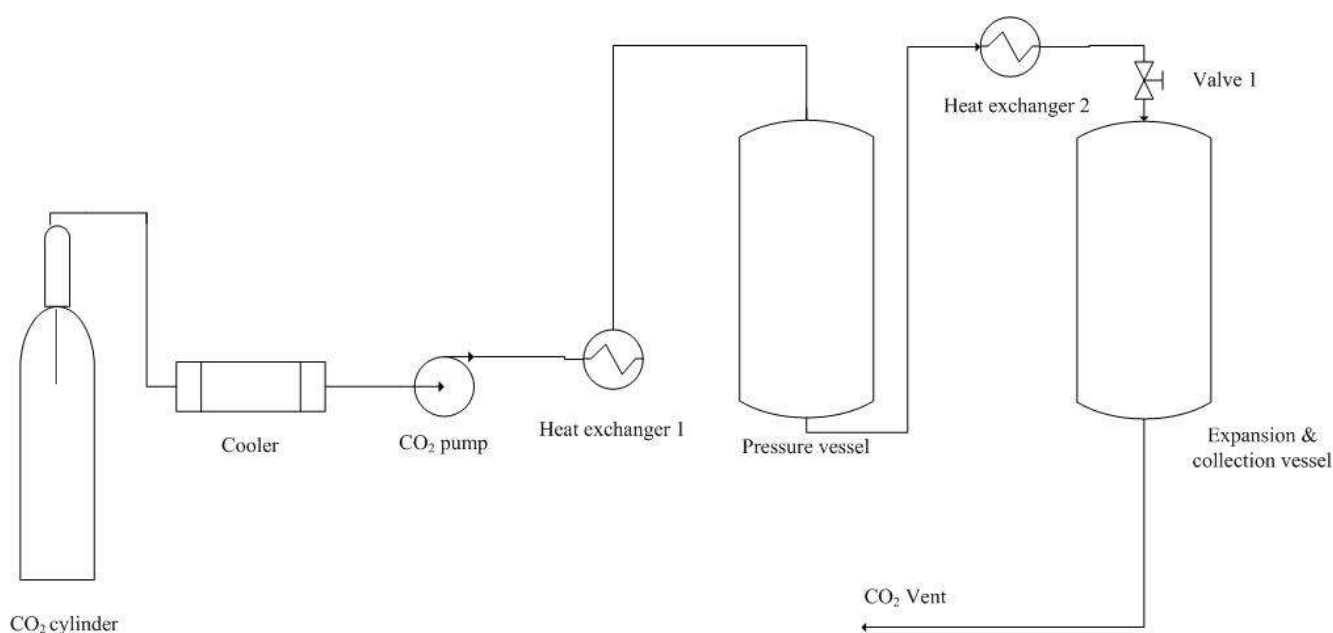 Heat exchanger 2
Valve 1
Cooler
CO₂ pump
Heat exchanger 1
Pressure vessel
Expansion &
collection vessel
CO₂ Vent
CO₂ cylinder